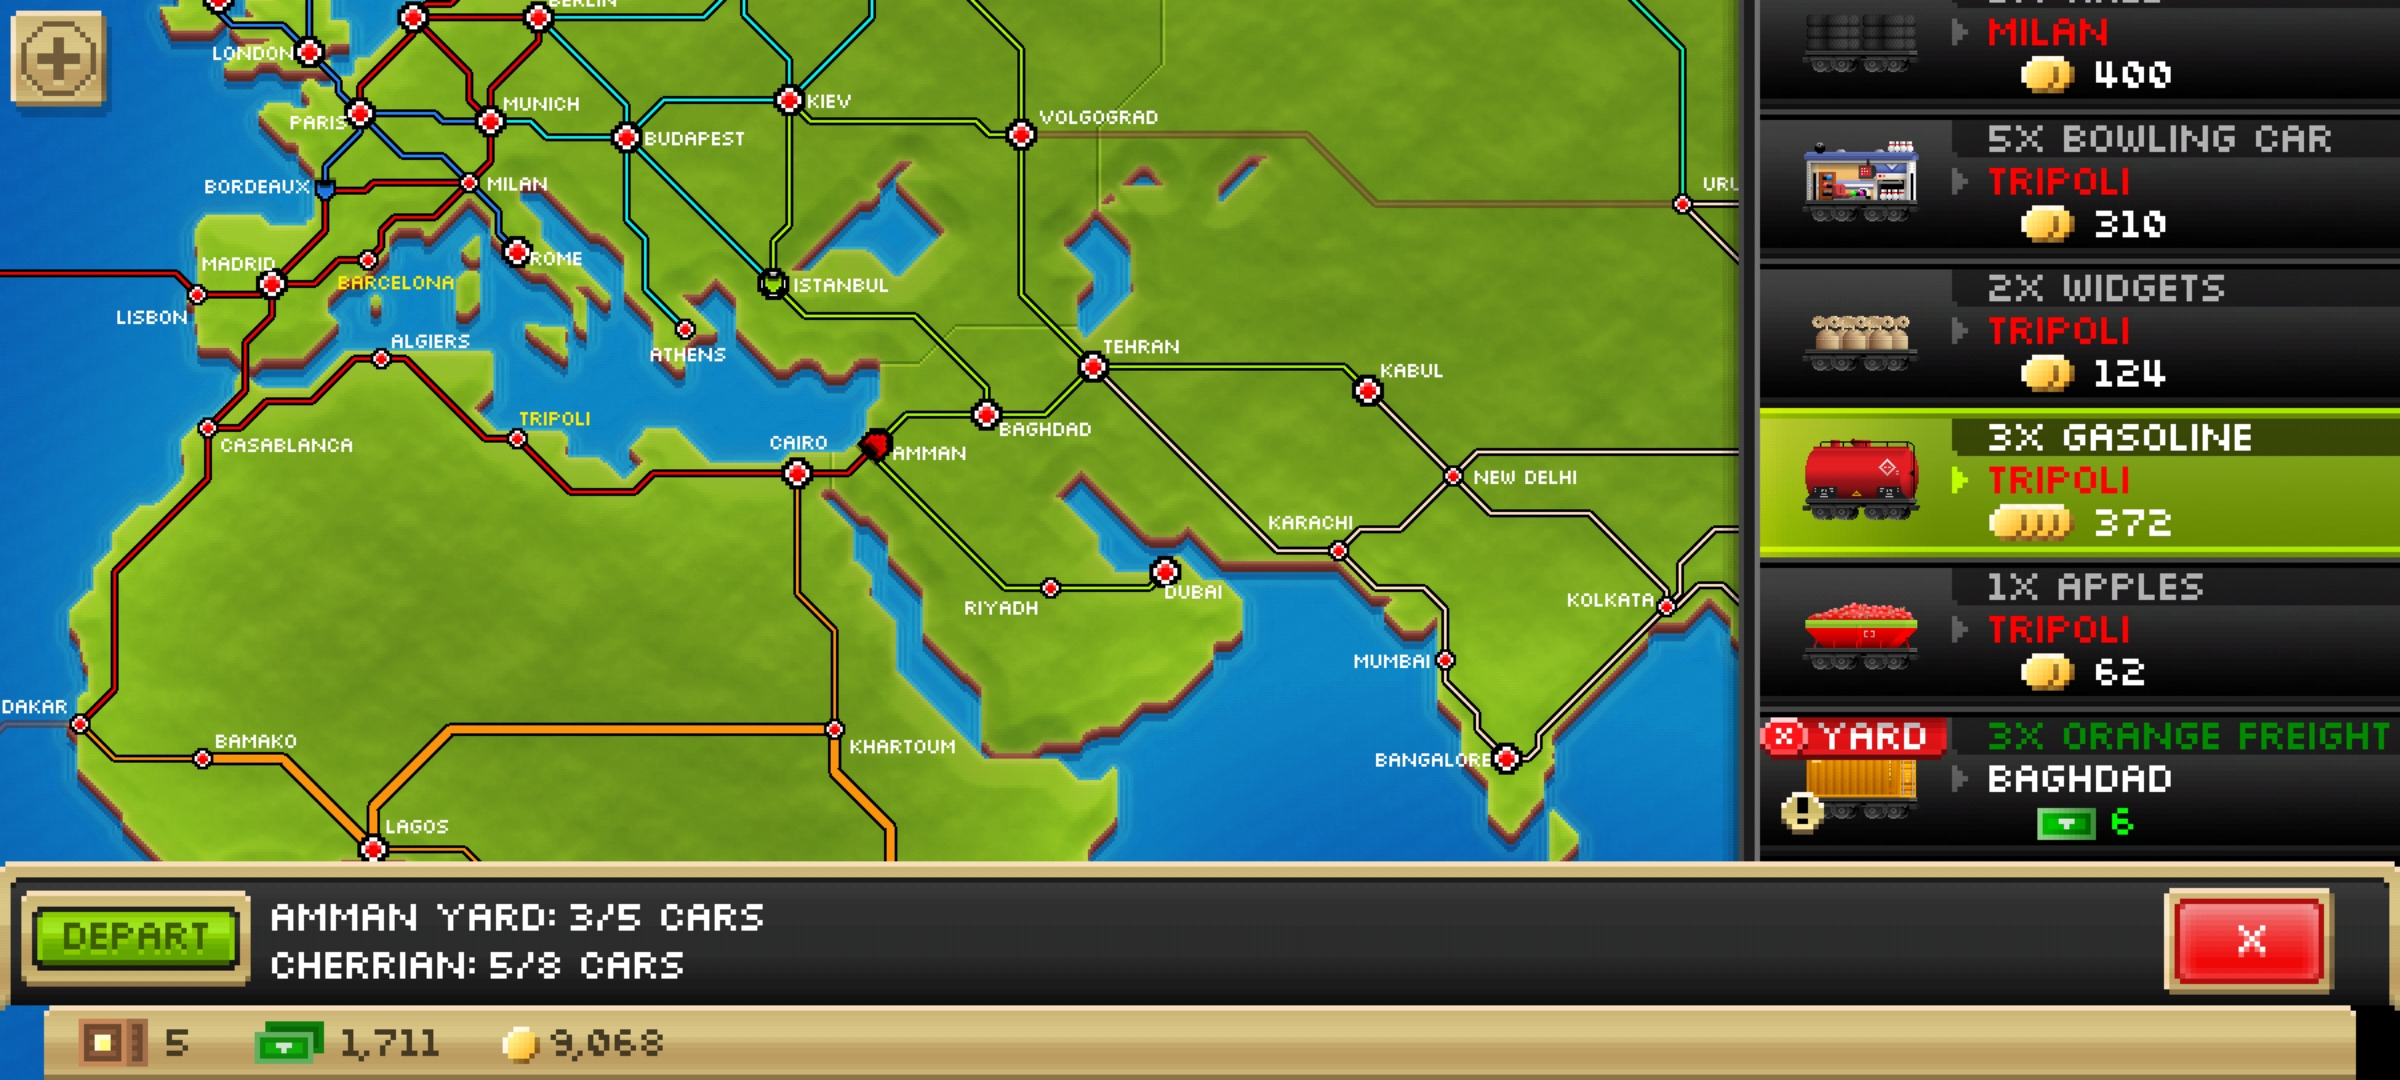 LONDON
BERLIN
PARIS
MUNICH
BUDAPEST
KIEV
VOLGOGRAD
BORDEAUX
MILAN
MADRID
BARCELONA
ROME
ISTANBUL
LISBON
ALGIERS
ATHENS
TEHRAN
KABUL
TRIPOLI
CASABLANCA
CAIRO
AMMAN
BAGHDAD
NEW DELHI
KARACHI
RIYADH
DUBAI
KOLKATA
MUMBAI
DAKAR
BAMAKO
KHARTOUM
BANGALORE
LAGOS
MILAN
400
5X BOWLING CAR
TRIPOLI
310
2X WIDGETS
TRIPOLI
124
3X GASOLINE
TRIPOLI
372
1X APPLES
TRIPOLI
62
YARD
3X ORANGE FREIGHT
BAGHDAD
6
DEPART
AMMAN YARD: 3/5 CARS
CHERRIAN: 5/8 CARS
X
5
1,711
9,068